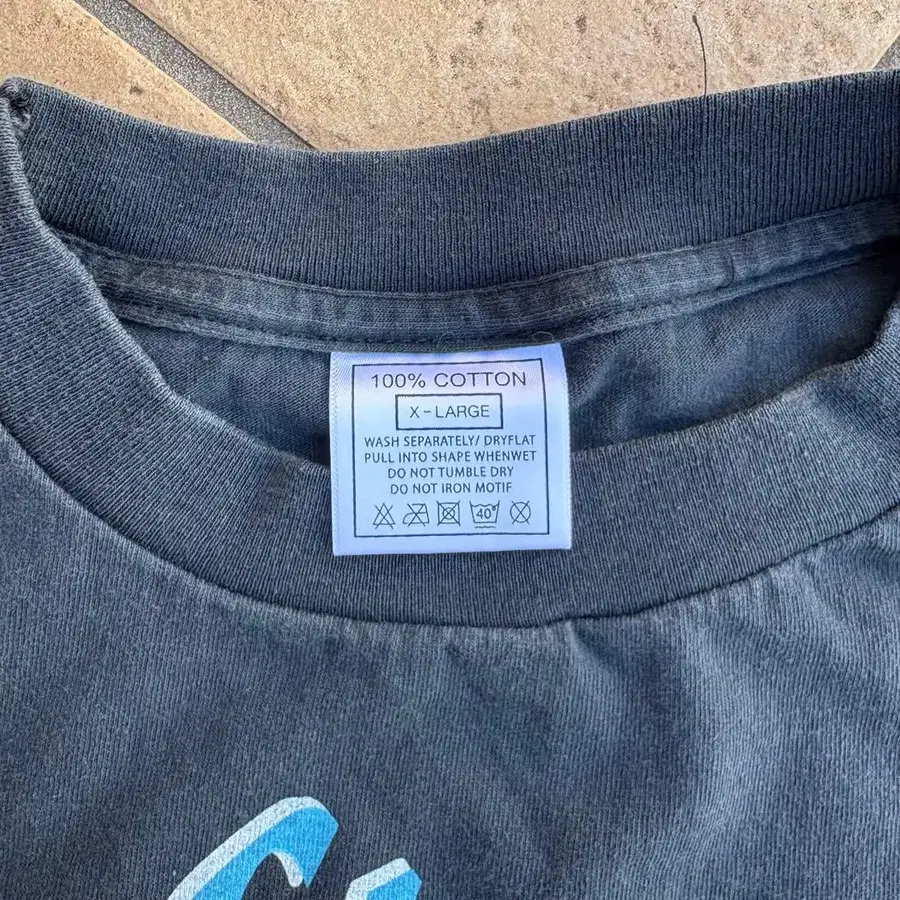 100% COTTON
X-LARGE
WASH SEPARATELY/ DRYFLAT
PULL INTO SHAPE WHENWET
DO NOT TUMBLE DRY
DO NOT IRON MOTIF
40°